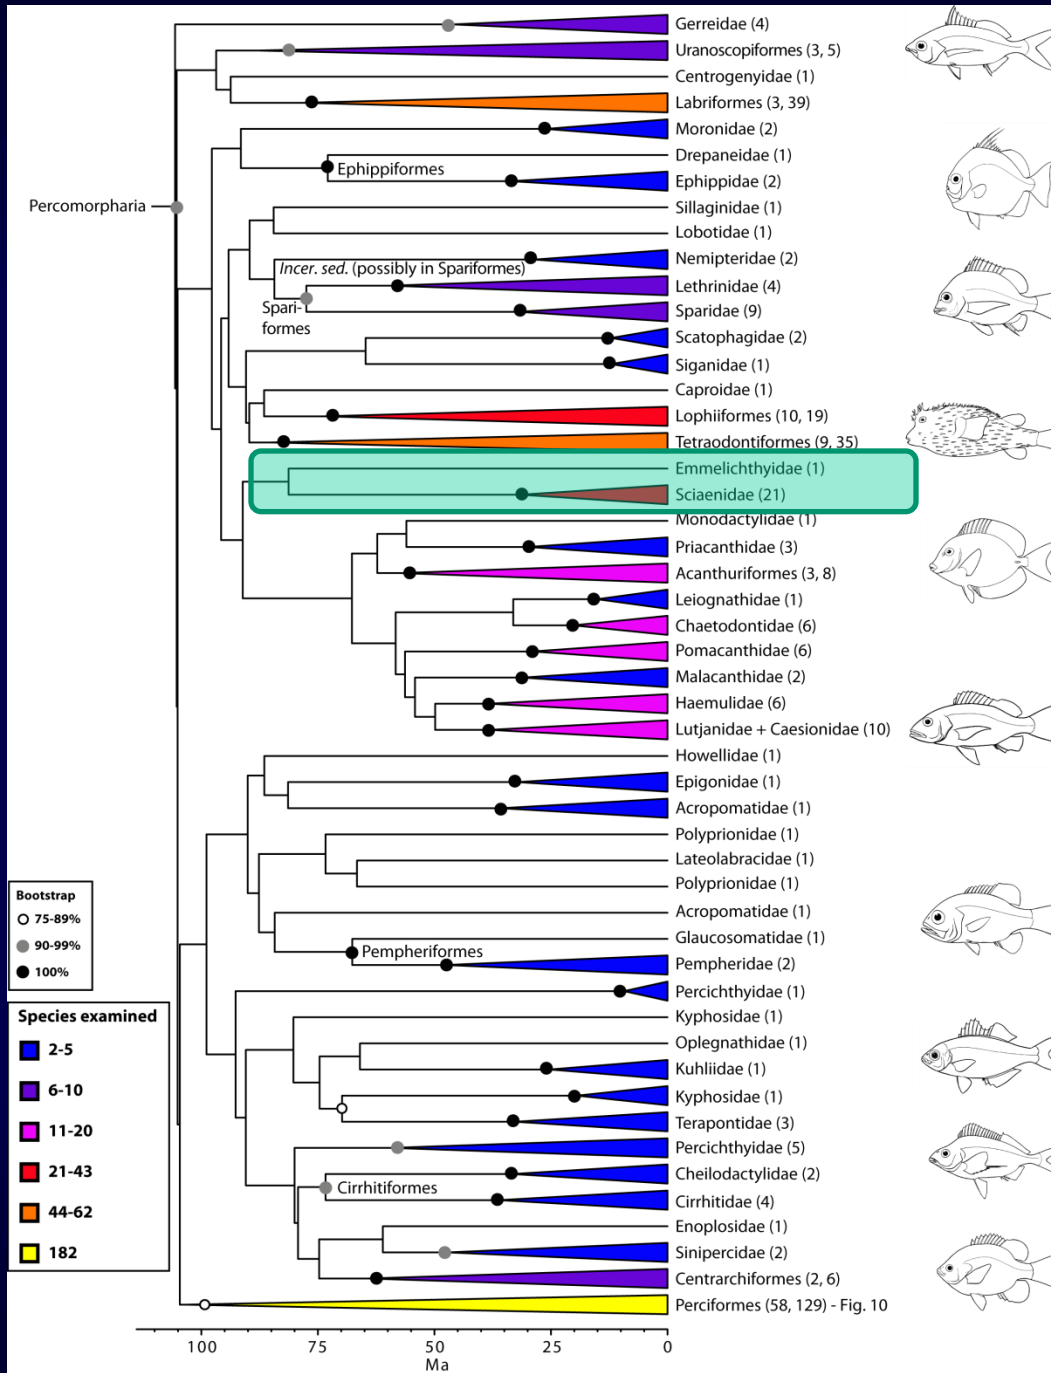 Gerreidae (4)
Uranoscopiformes (3, 5)
Centrogenyidae (1)
Labriformes (3, 39)
Moronidae (2)
Drepaneidae (1)
Ephippiformes
Ephippidae (2)
Percomorpharia
Sillaginidae (1)
Lobotidae (1)
Nemipteridae (2)
Incer. sed. (possibly in Spariformes)
Lethrinidae (4)
Spari-
formes
Sparidae (9)
Scatophagidae (2)
Siganidae (1)
Caproidae (1)
Lophiiformes (10, 19)
Tetraodontiformes (9, 35)
Emmelichthyidae (1)
Sciaenidae (21)
Monodactylidae (1)
Priacanthidae (3)
Acanthuriformes (3, 8)
Leiognathidae (1)
Chaetodontidae (6)
Pomacanthidae (6)
Malacanthidae (2)
Haemulidae (6)
Lutjanidae + Caesionidae (10)
Howellidae (1)
Epigonidae (1)
Acropomatidae (1)
Polyprionidae (1)
Lateolabracidae (1)
Polyprionidae (1)
Acropomatidae (1)
Glaucosomatidae (1)
Pempheriformes
Pempheridae (2)
Percichthyidae (1)
Kyphosidae (1)
Oplegnathidae (1)
Kuhliidae (1)
Kyphosidae (1)
Terapontidae (3)
Percichthyidae (5)
Cheilodactylidae (2)
Cirrhitiformes
Cirrhitidae (4)
Enoplosidae (1)
Sinipercidae (2)
Centrarchiformes (2, 6)
Perciformes (58, 129) - Fig. 10
Bootstrap
75-89%
90-99%
100%
Species examined
2-5
6-10
11-20
21-43
44-62
182
100 75 50 25 0
Ma